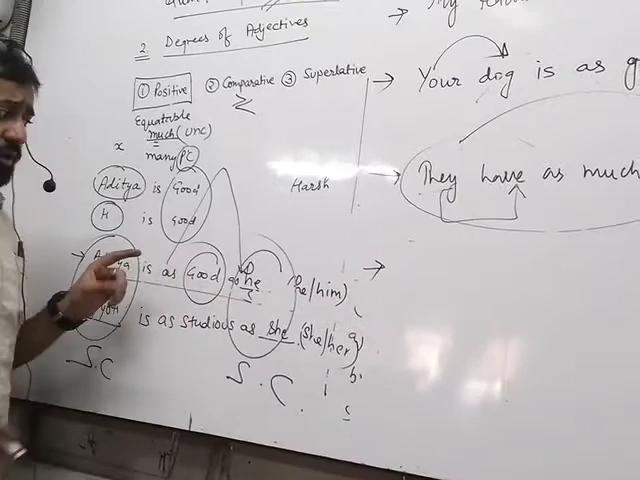 2. Degrees of Adjectives
① Positive ② Comparative ③ Superlative
Equatable
much (unc)
x many PC
Aditya is Good
H is Good
Harsh
is as Good as he (he/him)
is as studious as she (she/her)
S.C
S.C.
→ My
→ Your dog is as g
→ They have as much
→